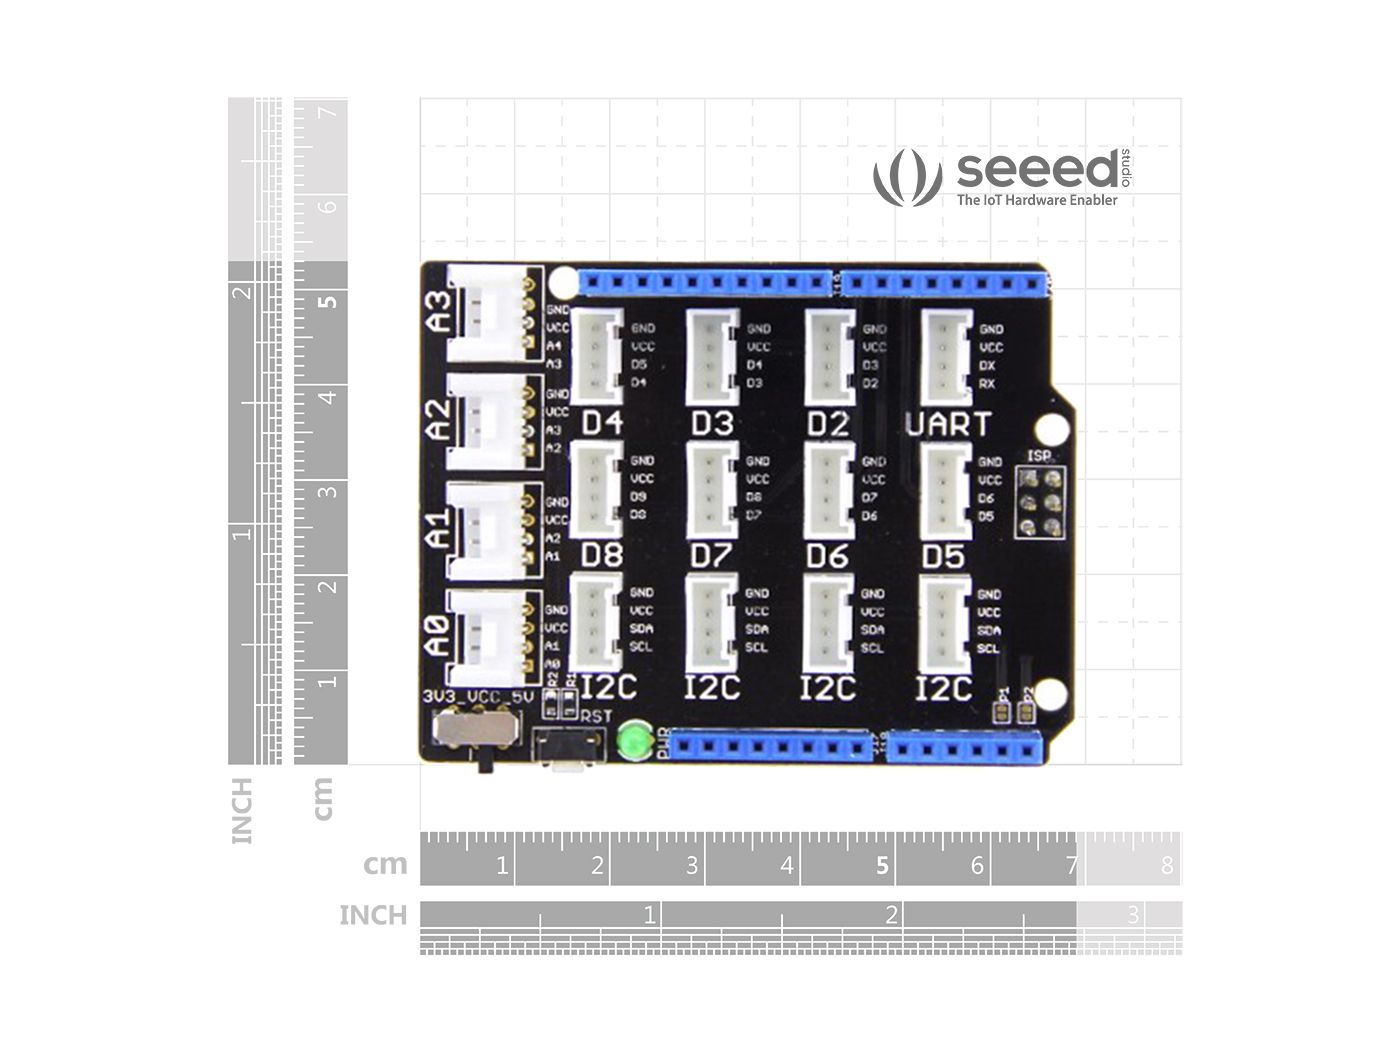 seeed
studio
The IoT Hardware Enabler
7
6
5
4
3
2
1
cm
2
1
INCH
A3
GND
VCC
A4
A3
A2
GND
VCC
A3
A2
A1
GND
VCC
A2
A1
A0
GND
VCC
A1
A0
GND
VCC
D5
D4
D4
GND
VCC
D4
D3
D3
GND
VCC
D3
D2
D2
GND
VCC
DX
RX
UART
GND
VCC
D9
D8
D8
GND
VCC
D8
D7
D7
GND
VCC
D7
D6
D6
GND
VCC
D6
D5
D5
ISP
GND
VCC
SDA
SCL
I2C
GND
VCC
SDA
SCL
I2C
GND
VCC
SDA
SCL
I2C
GND
VCC
SDA
SCL
I2C
3V3_VCC_5V
R2
R1
RST
PWR
P1
P2
cm 1 2 3 4 5 6 7 8
INCH 1 2 3